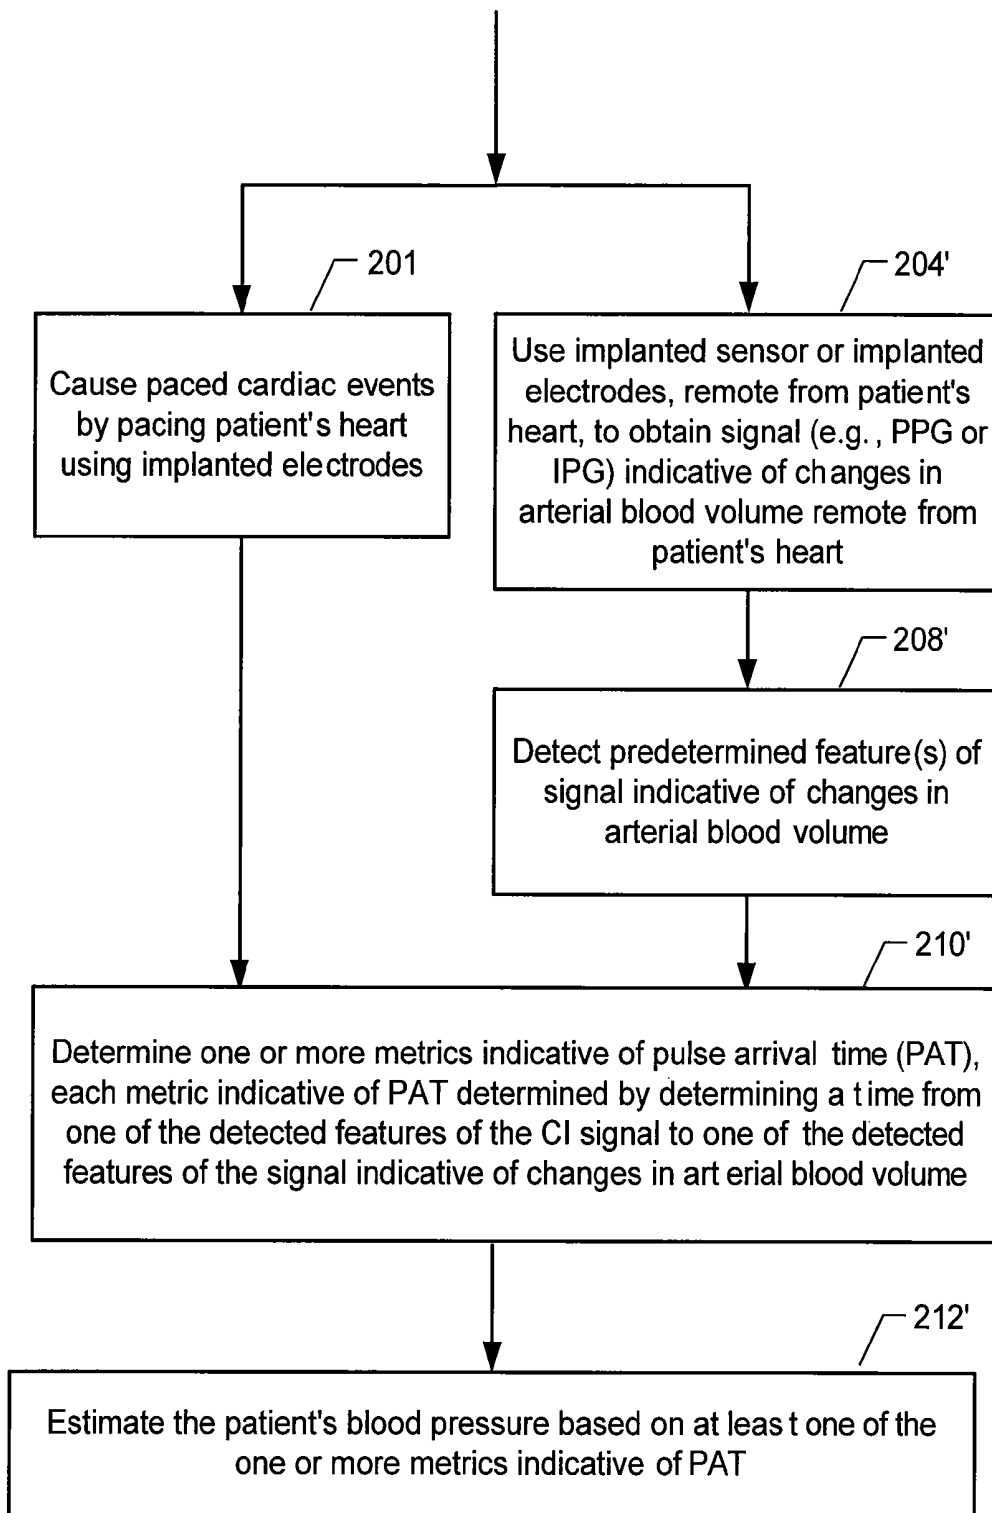 201
Cause paced cardiac events
by pacing patient's heart
using implanted electrodes
204'
Use implanted sensor or implanted
electrodes, remote from patient's
heart, to obtain signal (e.g., PPG or
IPG) indicative of changes in
arterial blood volume remote from
patient's heart
208'
Detect predetermined feature(s) of
signal indicative of changes in
arterial blood volume
210'
Determine one or more metrics indicative of pulse arrival time (PAT),
each metric indicative of PAT determined by determining a time from
one of the detected features of the CI signal to one of the detected
features of the signal indicative of changes in arterial blood volume
212'
Estimate the patient's blood pressure based on at least one of the
one or more metrics indicative of PAT